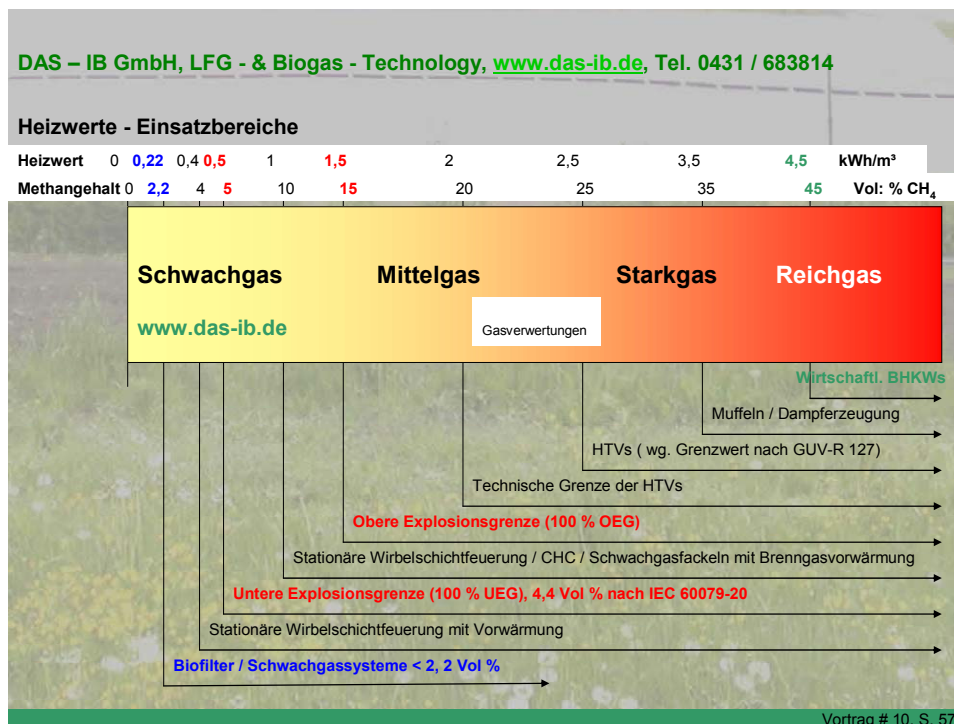 DAS – IB GmbH, LFG - & Biogas - Technology, www.das-ib.de, Tel. 0431 / 683814
Heizwerte - Einsatzbereiche
Heizwert 0 0,22 0,4 0,5 1 1,5 2 2,5 3,5 4,5 kWh/m³
Methangehalt 0 2,2 4 5 10 15 20 25 35 45 Vol: % CH₄
Schwachgas Mittelgas Starkgas Reichgas
www.das-ib.de Gasverwertungen
Wirtschaftl. BHKWs
Muffeln / Dampferzeugung
HTVs ( wg. Grenzwert nach GUV-R 127)
Technische Grenze der HTVs
Obere Explosionsgrenze (100 % OEG)
Stationäre Wirbelschichtfeuerung / CHC / Schwachgasfackeln mit Brenngasvorwärmung
Untere Explosionsgrenze (100 % UEG), 4,4 Vol % nach IEC 60079-20
Stationäre Wirbelschichtfeuerung mit Vorwärmung
Biofilter / Schwachgassysteme < 2, 2 Vol %
Vortrag # 10, S. 57